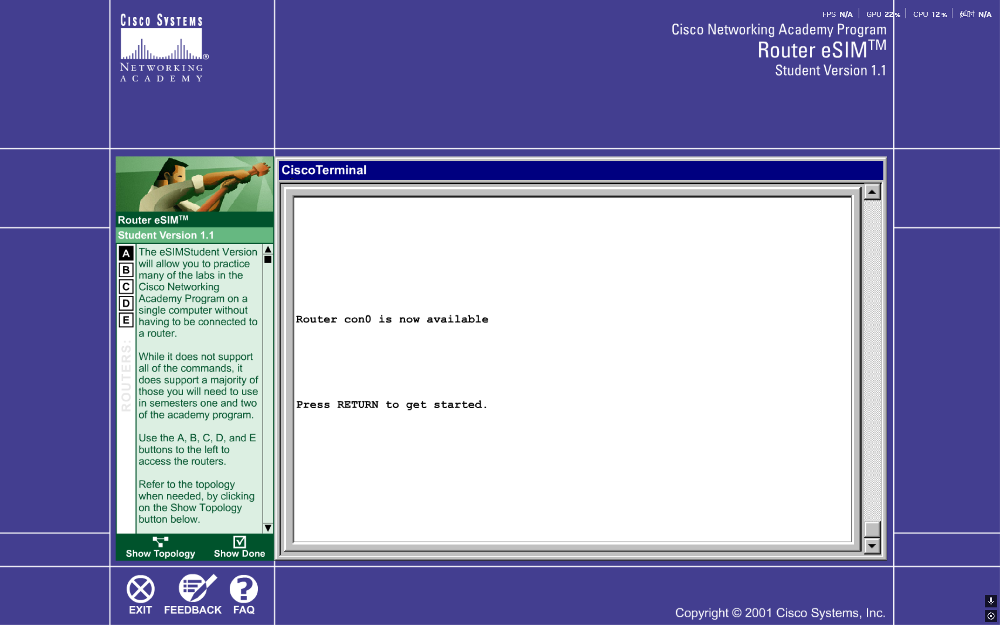 CISCO SYSTEMS
®
NETWORKING
ACADEMY
FPS N/A GPU 22% CPU 12% 延时 N/A
Cisco Networking Academy Program
Router eSIM™
Student Version 1.1
Router eSIM™
Student Version 1.1
A
B
C
D
E
ROUTERS:
The eSIMStudent Version
will allow you to practice
many of the labs in the
Cisco Networking
Academy Program on a
single computer without
having to be connected to
a router.
While it does not support
all of the commands, it
does support a majority of
those you will need to use
in semesters one and two
of the academy program.
Use the A, B, C, D, and E
buttons to the left to
access the routers.
Refer to the topology
when needed, by clicking
on the Show Topology
button below.
Show Topology
Show Done
CiscoTerminal
Router con0 is now available
Press RETURN to get started.
EXIT
FEEDBACK
FAQ
Copyright © 2001 Cisco Systems, Inc.